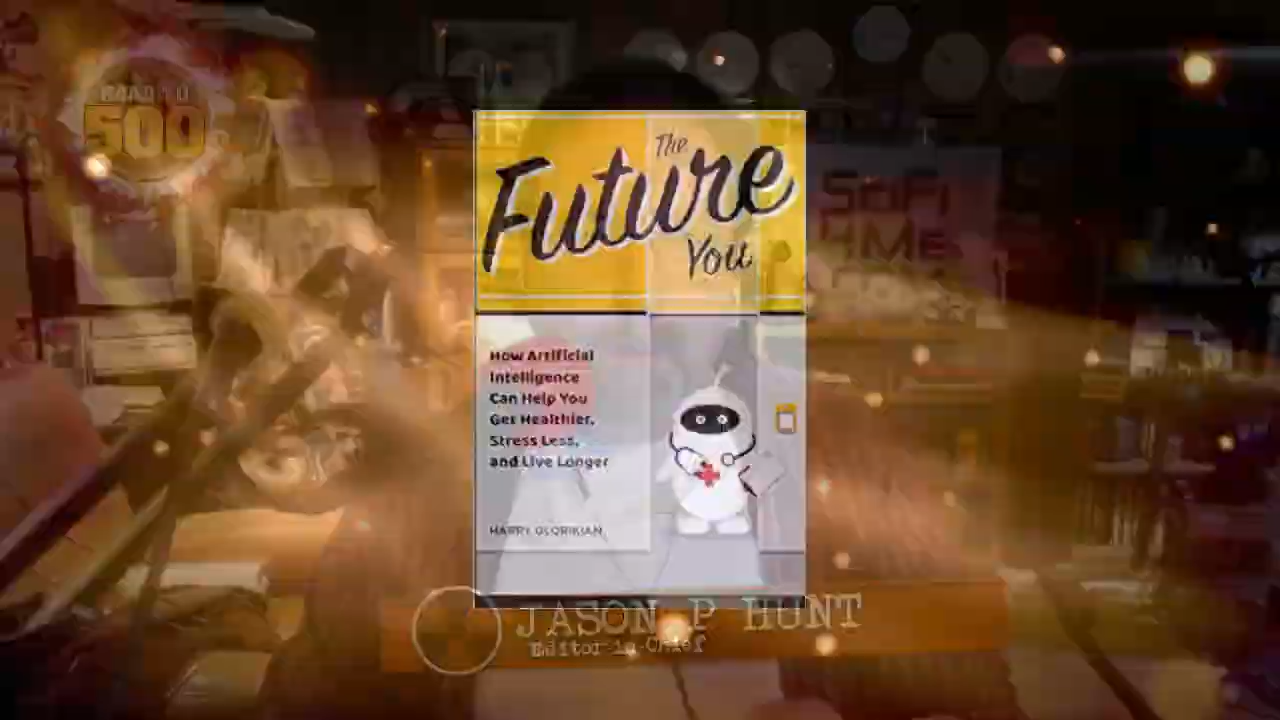 ROAD TO
500
The
Future
You
SciFi
How Artificial
Intelligence
Can Help You
Get Healthier,
Stress Less,
and Live Longer
HARRY GLORIKIAN
JASON P HUNT
Editor-in-Chief